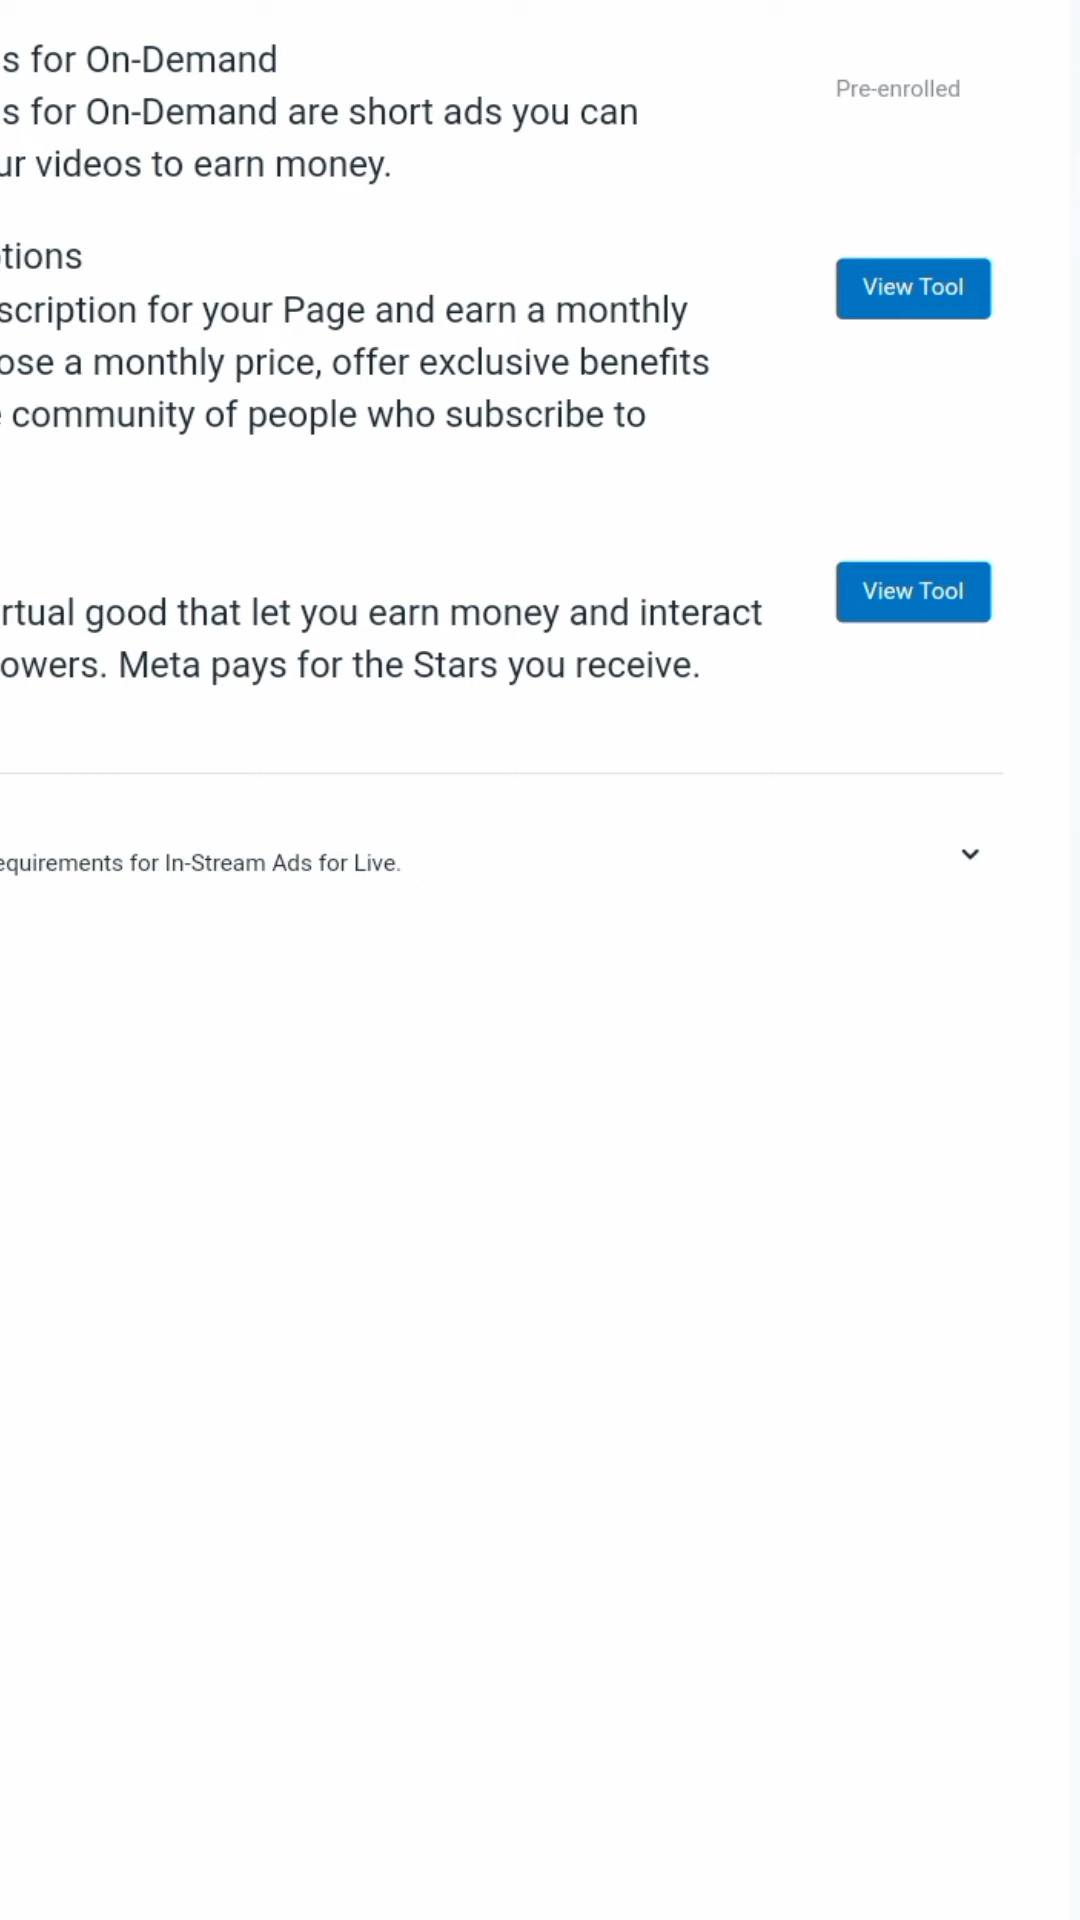 s for On-Demand
Pre-enrolled
s for On-Demand are short ads you can
ur videos to earn money.
tions
View Tool
scription for your Page and earn a monthly
ose a monthly price, offer exclusive benefits
community of people who subscribe to
View Tool
rtual good that let you earn money and interact
owers. Meta pays for the Stars you receive.
equirements for In-Stream Ads for Live.